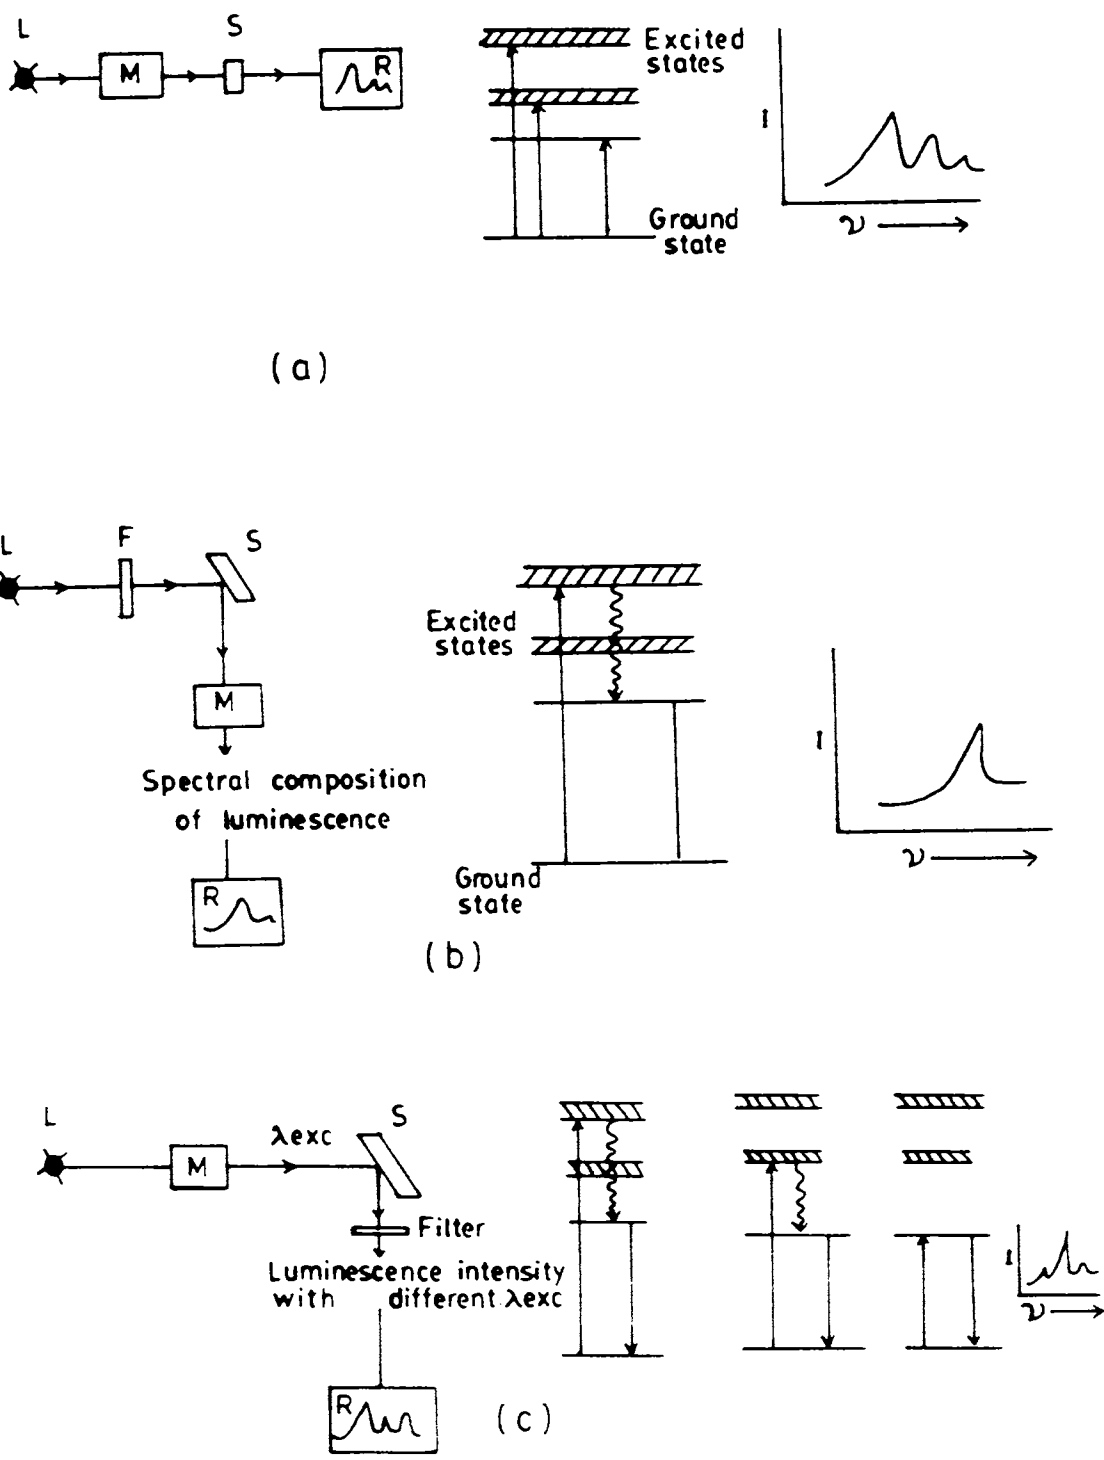 L
S
M
R
Excited
states
Ground
state
I
ν
(a)
L
F
S
M
Spectral composition
of luminescence
R
Excited
states
Ground
state
I
ν
(b)
L
M
λexc
S
Filter
Luminescence intensity
with different λexc
R
I
ν
(c)